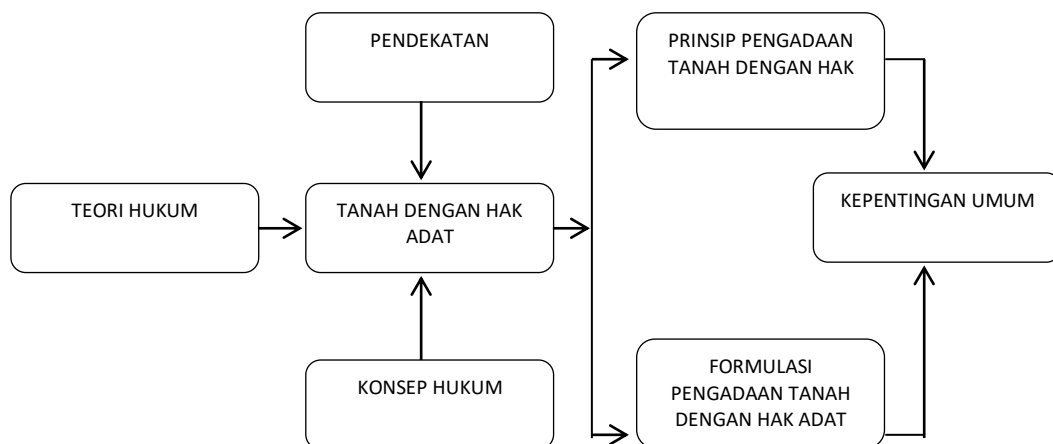 PENDEKATAN
PRINSIP PENGADAAN
TANAH DENGAN HAK
TEORI HUKUM
TANAH DENGAN HAK
ADAT
KEPENTINGAN UMUM
KONSEP HUKUM
FORMULASI
PENGADAAN TANAH
DENGAN HAK ADAT